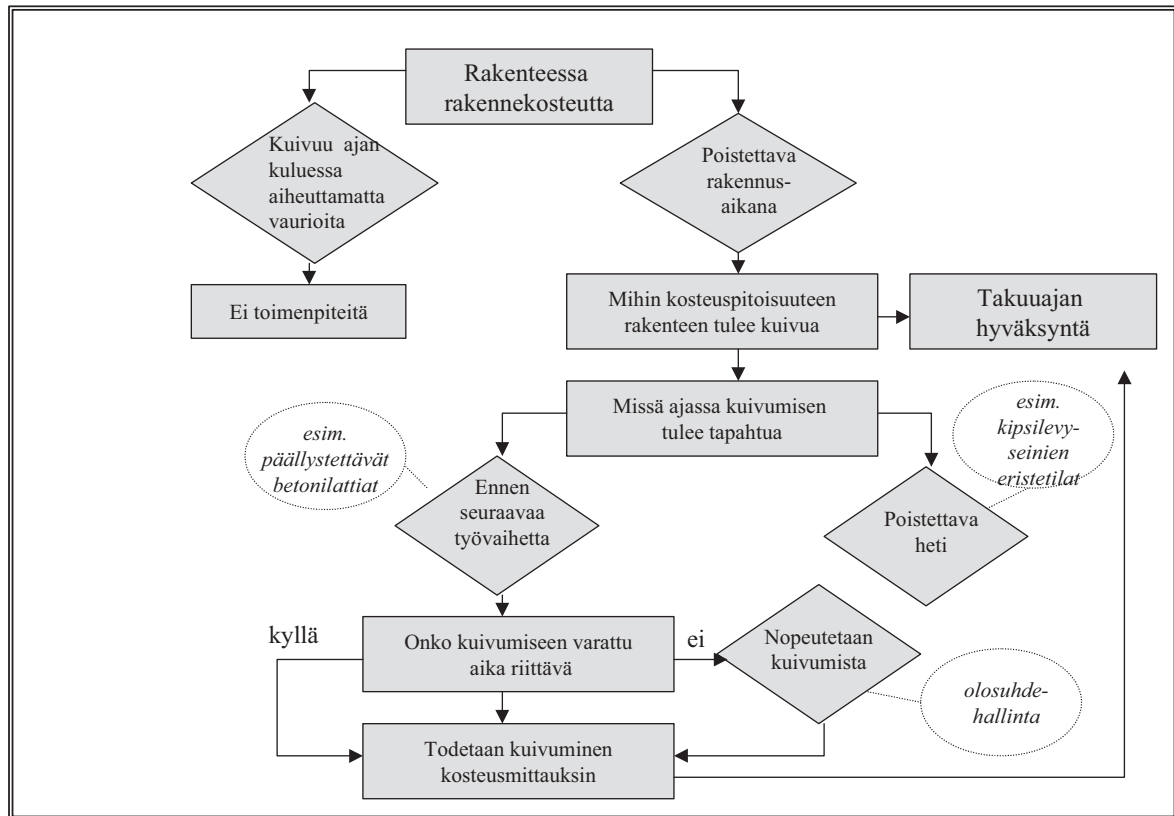 Rakenteessa
rakennekosteutta
Kuivuu ajan
kuluessa
aiheuttamatta
vaurioita
Poistettava
rakennus-
aikana
Ei toimenpiteitä
Mihin kosteuspitoisuuteen
rakenteen tulee kuivua
Takuuajan
hyväksyntä
Missä ajassa kuivumisen
tulee tapahtua
esim.
päällystettävät
betonilattiat
esim.
kipsilevy-
seinien
eristetilat
Ennen
seuraavaa
työvaihetta
Poistettava
heti
kyllä
Onko kuivumiseen varattu
aika riittävä
ei
Nopeutetaan
kuivumista
olosuhde-
hallinta
Todetaan kuivuminen
kosteusmittauksin